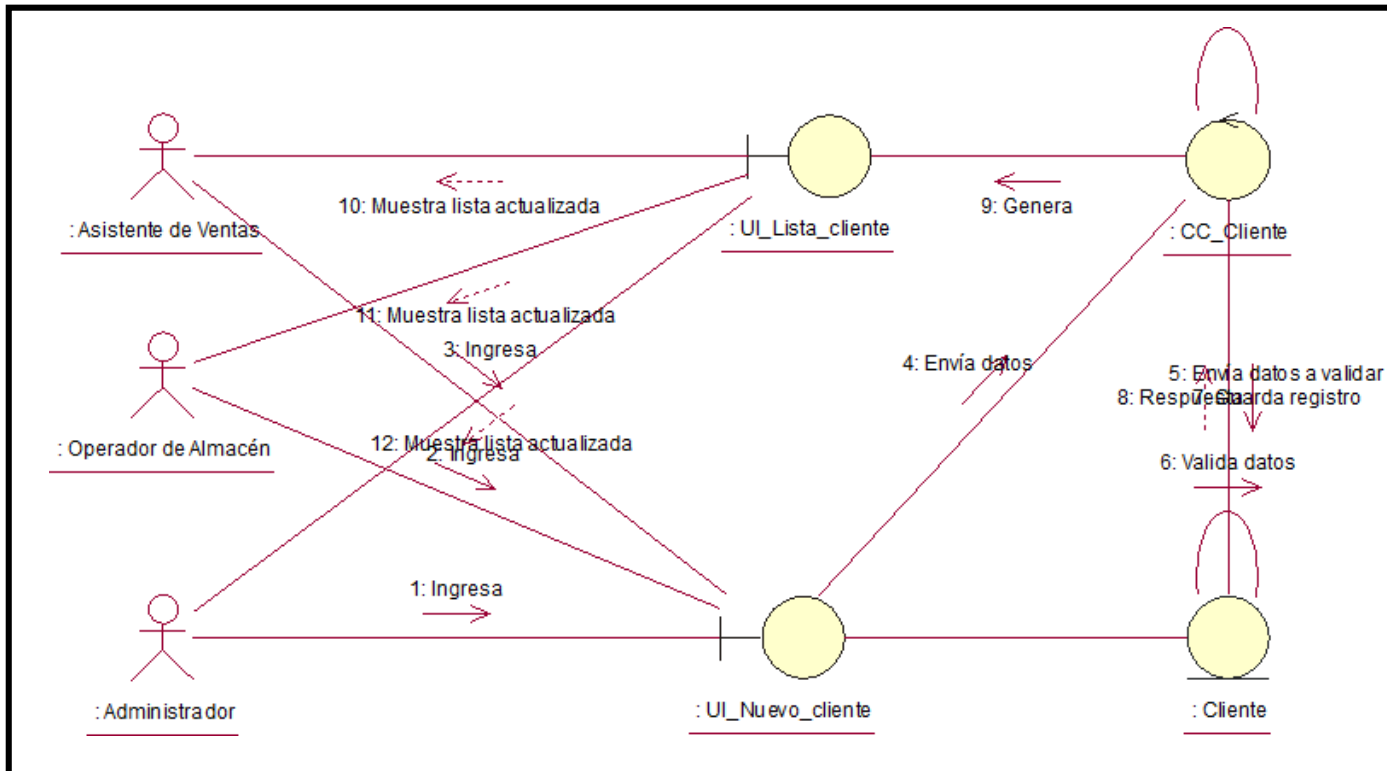 : Asistente de Ventas
10: Muestra lista actualizada
: UI_Lista_cliente
9: Genera
: CC_Cliente
11: Muestra lista actualizada
3: Ingresa
4: Envía datos
5: Envía datos a validar
8: Respuesta
7: Guarda registro
: Operador de Almacén
12: Muestra lista actualizada
2: Ingresa
6: Valida datos
1: Ingresa
: Administrador
: UI_Nuevo_cliente
: Cliente